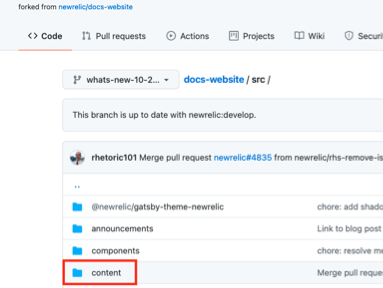 forked from newrelic/docs-website
Code Pull requests Actions Projects Wiki
whats-new-10-2... docs-website / src /
This branch is up to date with newrelic:develop.
rhetoric101 Merge pull request newrelic#4835 from newrelic/rhs-remove-is
..
@newrelic/gatsby-theme-newrelic chore: add shado
announcements Link to blog post
components chore: resolve me
content Merge pull reque